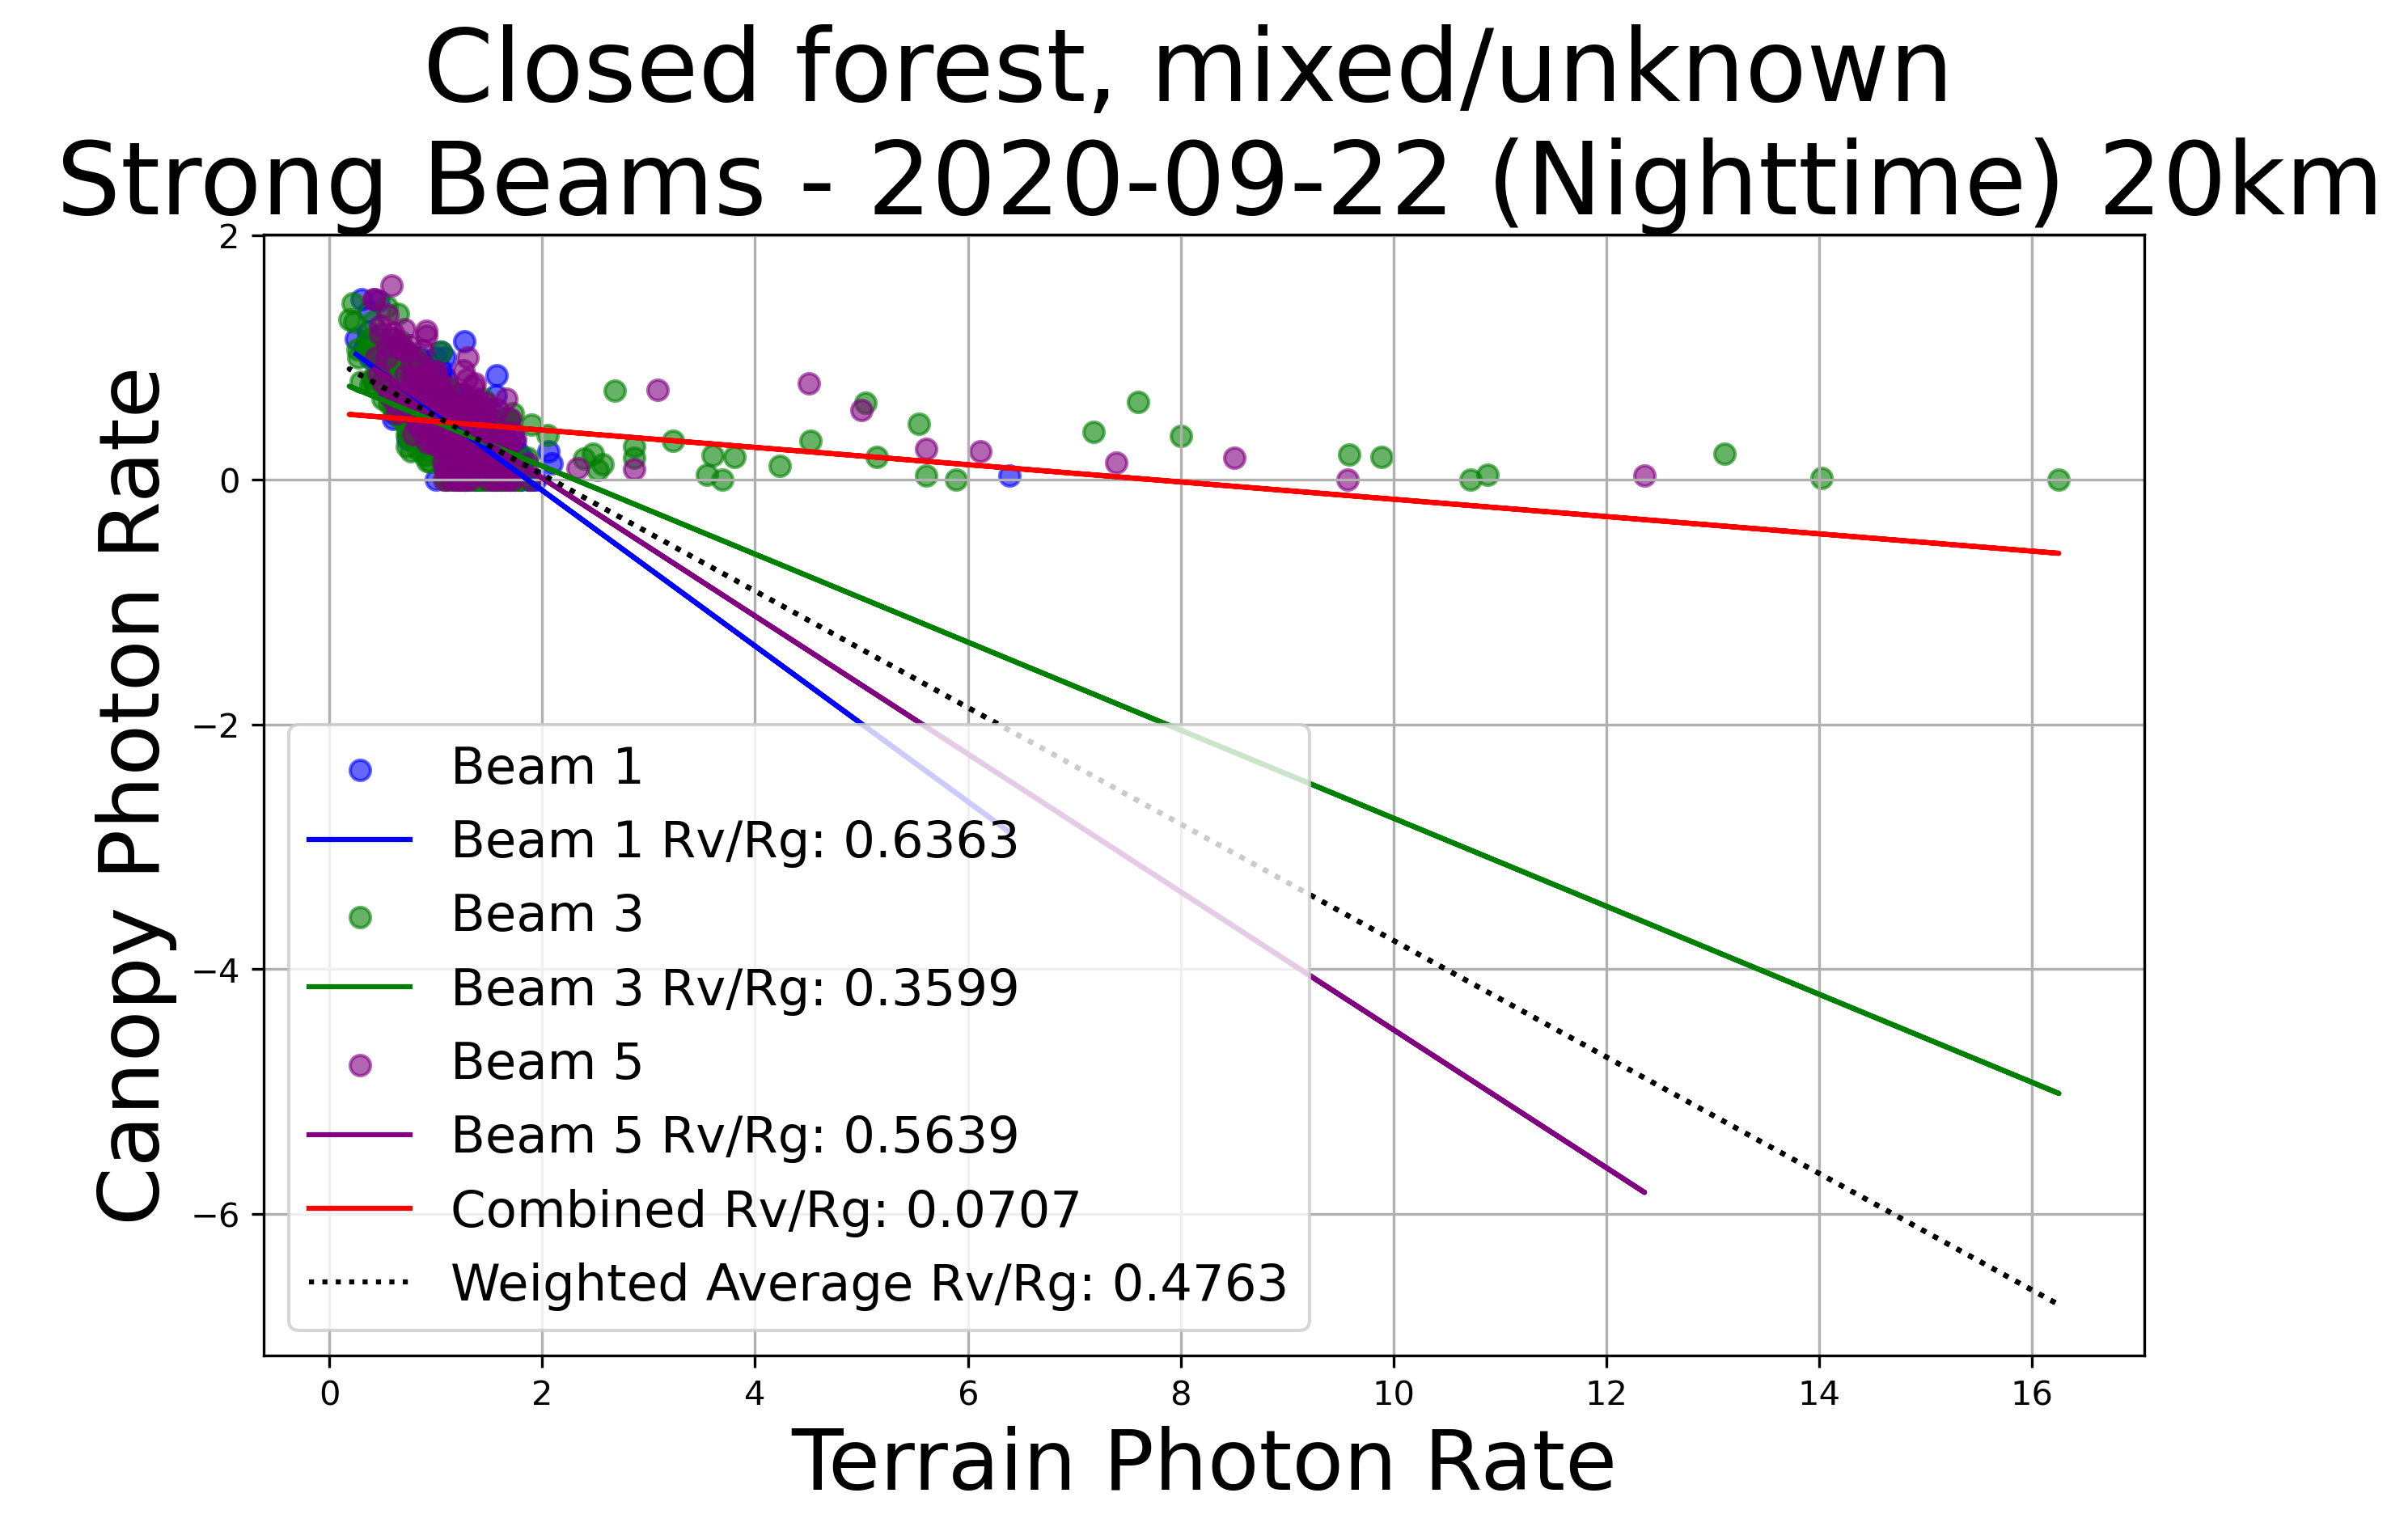 Closed forest, mixed/unknown
Strong Beams - 2020-09-22 (Nighttime) 20km
Canopy Photon Rate
2
0
−2
−4
−6
Beam 1
Beam 1 Rv/Rg: 0.6363
Beam 3
Beam 3 Rv/Rg: 0.3599
Beam 5
Beam 5 Rv/Rg: 0.5639
Combined Rv/Rg: 0.0707
Weighted Average Rv/Rg: 0.4763
0 2 4 6 8 10 12 14 16
Terrain Photon Rate